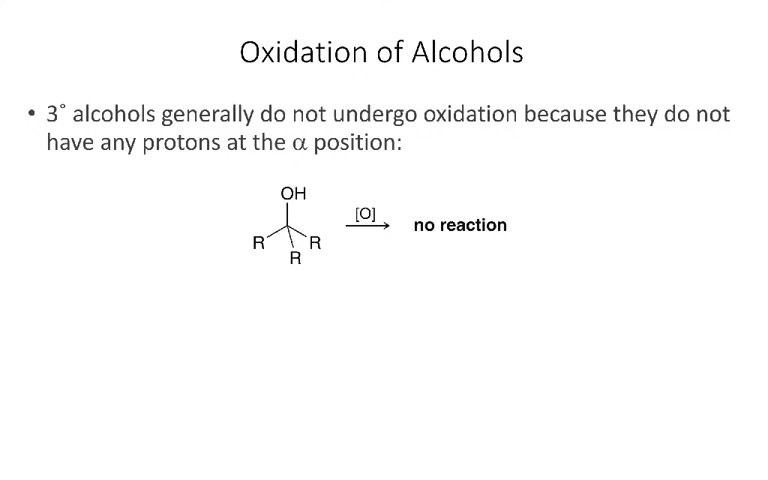 Oxidation of Alcohols
• 3° alcohols generally do not undergo oxidation because they do not
have any protons at the α position:
OH
[O]
no reaction
R
R
R